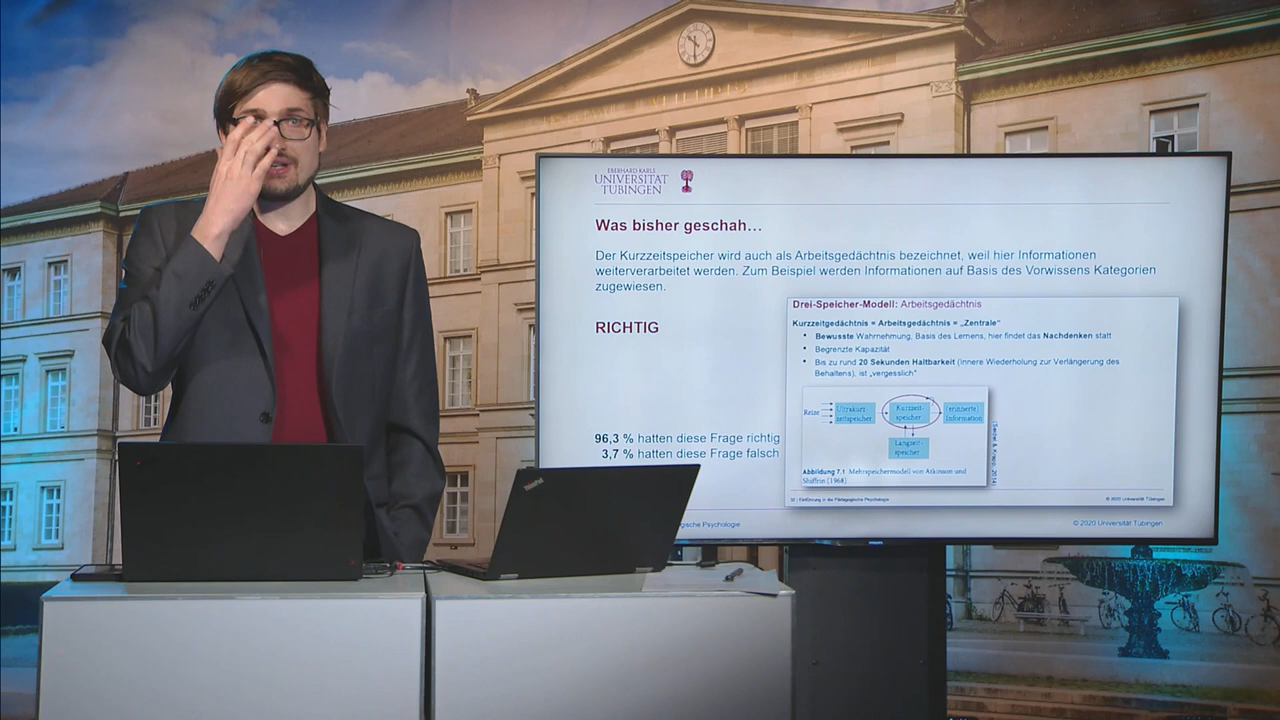 EBERHARD KARLS
UNIVERSITÄT
TÜBINGEN
Was bisher geschah…
Der Kurzzeitspeicher wird auch als Arbeitsgedächtnis bezeichnet, weil hier Informationen
weiterverarbeitet werden. Zum Beispiel werden Informationen auf Basis des Vorwissens Kategorien
zugewiesen.
RICHTIG
96,3 % hatten diese Frage richtig
3,7 % hatten diese Frage falsch
Drei-Speicher-Modell: Arbeitsgedächtnis
Kurzzeitgedächtnis = Arbeitsgedächtnis = „Zentrale“
• Bewusste Wahrnehmung, Basis des Lernens, hier findet das Nachdenken statt
• Begrenzte Kapazität
• Bis zu rund 20 Sekunden Haltbarkeit (innere Wiederholung zur Verlängerung des
Behaltens), ist „vergesslich“
Reize
Ultrakurz-
zeitspeicher
Kurzzeit-
speicher
(erinnerte)
Information
Langzeit-
speicher
Abbildung 7.1 Mehrspeichermodell von Atkinson und
Shiffrin (1968)
Einführung in die Pädagogische Psychologie
© 2020 Universität Tübingen
Psychologie
© 2020 Universität Tübingen
ThinkPad